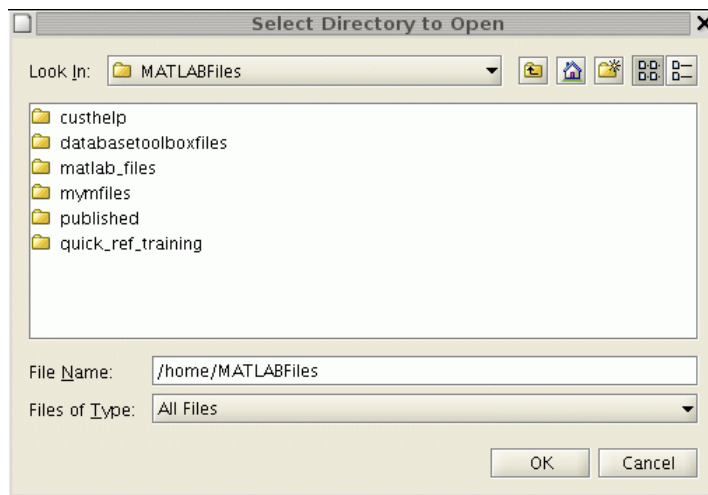 Select Directory to Open
Look In: MATLABFiles
custhelp
databasetoolboxfiles
matlab_files
mymfiles
published
quick_ref_training
File Name: /home/MATLABFiles
Files of Type: All Files
OK Cancel